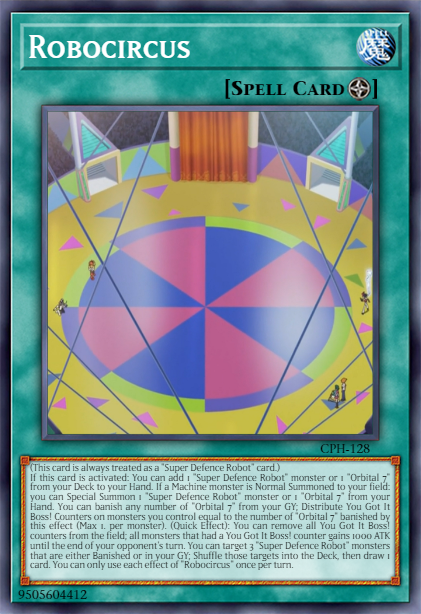 ROBOCIRCUS
魔
[SPELL CARD]
CPH-128
(This card is always treated as a "Super Defence Robot" card.)
If this card is activated: You can add 1 "Super Defence Robot" monster or 1 "Orbital 7"
from your Deck to your Hand. If a Machine monster is Normal Summoned to your field:
you can Special Summon 1 "Super Defence Robot" monster or 1 "Orbital 7" from your
Hand. You can banish any number of "Orbital 7" from your GY; Distribute You Got It
Boss! Counters on monsters you control equal to the number of "Orbital 7" banished by
this effect (Max 1. per monster). (Quick Effect): You can remove all You Got It Boss!
counters from the field; all monsters that had a You Got It Boss! counter gains 1000 ATK
until the end of your opponent's turn. You can target 3 "Super Defence Robot" monsters
that are either Banished or in your GY; Shuffle those targets into the Deck, then draw 1
card. You can only use each effect of "Robocircus" once per turn.
9505604412